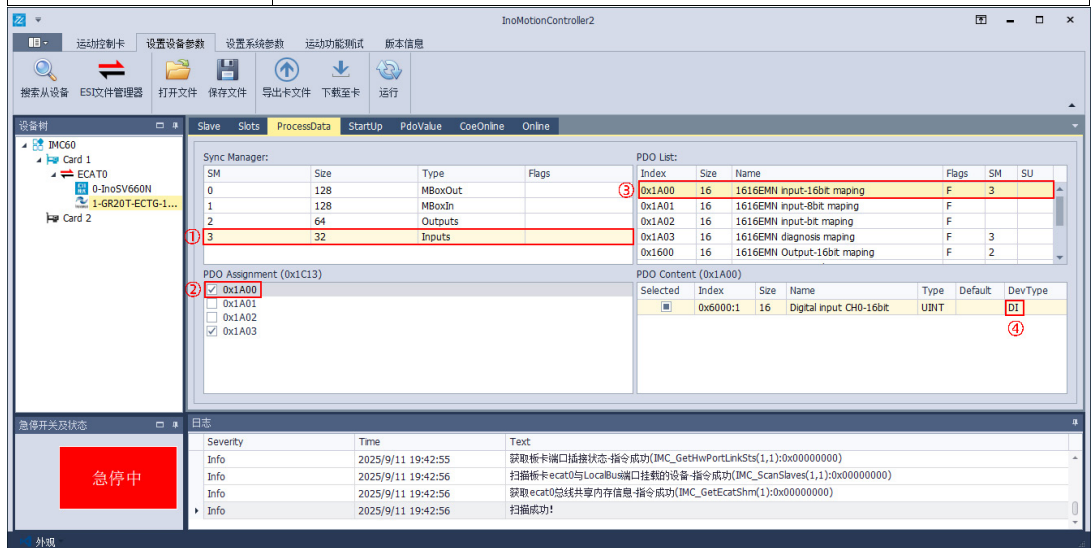 InoMotionController2
运动控制卡 设置设备参数 设置系统参数 运动功能测试 版本信息
搜索从设备 ESI文件管理器 打开文件 保存文件 导出卡文件 下载至卡 运行
设备树
IMC60
Card 1
ECAT0
0-InoSV660N
1-GR20T-ECTG-1...
Card 2
Slave Slots ProcessData StartUp PdoValue CoeOnline Online
Sync Manager:
SM Size Type Flags
0 128 MBoxOut
1 128 MBoxIn
2 64 Outputs
① 3 32 Inputs
PDO List:
Index Size Name Flags SM SU
③ 0x1A00 16 1616EMN input-16bit maping F 3
0x1A01 16 1616EMN input-8bit maping F
0x1A02 16 1616EMN input-bit maping F
0x1A03 16 1616EMN diagnosis maping F 3
0x1600 16 1616EMN Output-16bit maping F 2
PDO Assignment (0x1C13)
② 0x1A00
0x1A01
0x1A02
0x1A03
PDO Content (0x1A00)
Selected Index Size Name Type Default DevType
0x6000:1 16 Digital input CH0-16bit UINT DI
④
急停开关及状态
急停中
日志
Severity Time Text
Info 2025/9/11 19:42:55 获取板卡端口插接状态-指令成功(IMC_GetHwPortLinkSts(1,1):0x00000000)
Info 2025/9/11 19:42:56 扫描板卡ecat0与LocalBus端口挂载的设备-指令成功(IMC_ScanSlaves(1,1):0x00000000)
Info 2025/9/11 19:42:56 获取ecat0总线共享内存信息-指令成功(IMC_GetEcatShm(1):0x00000000)
Info 2025/9/11 19:42:56 扫描成功!
外观